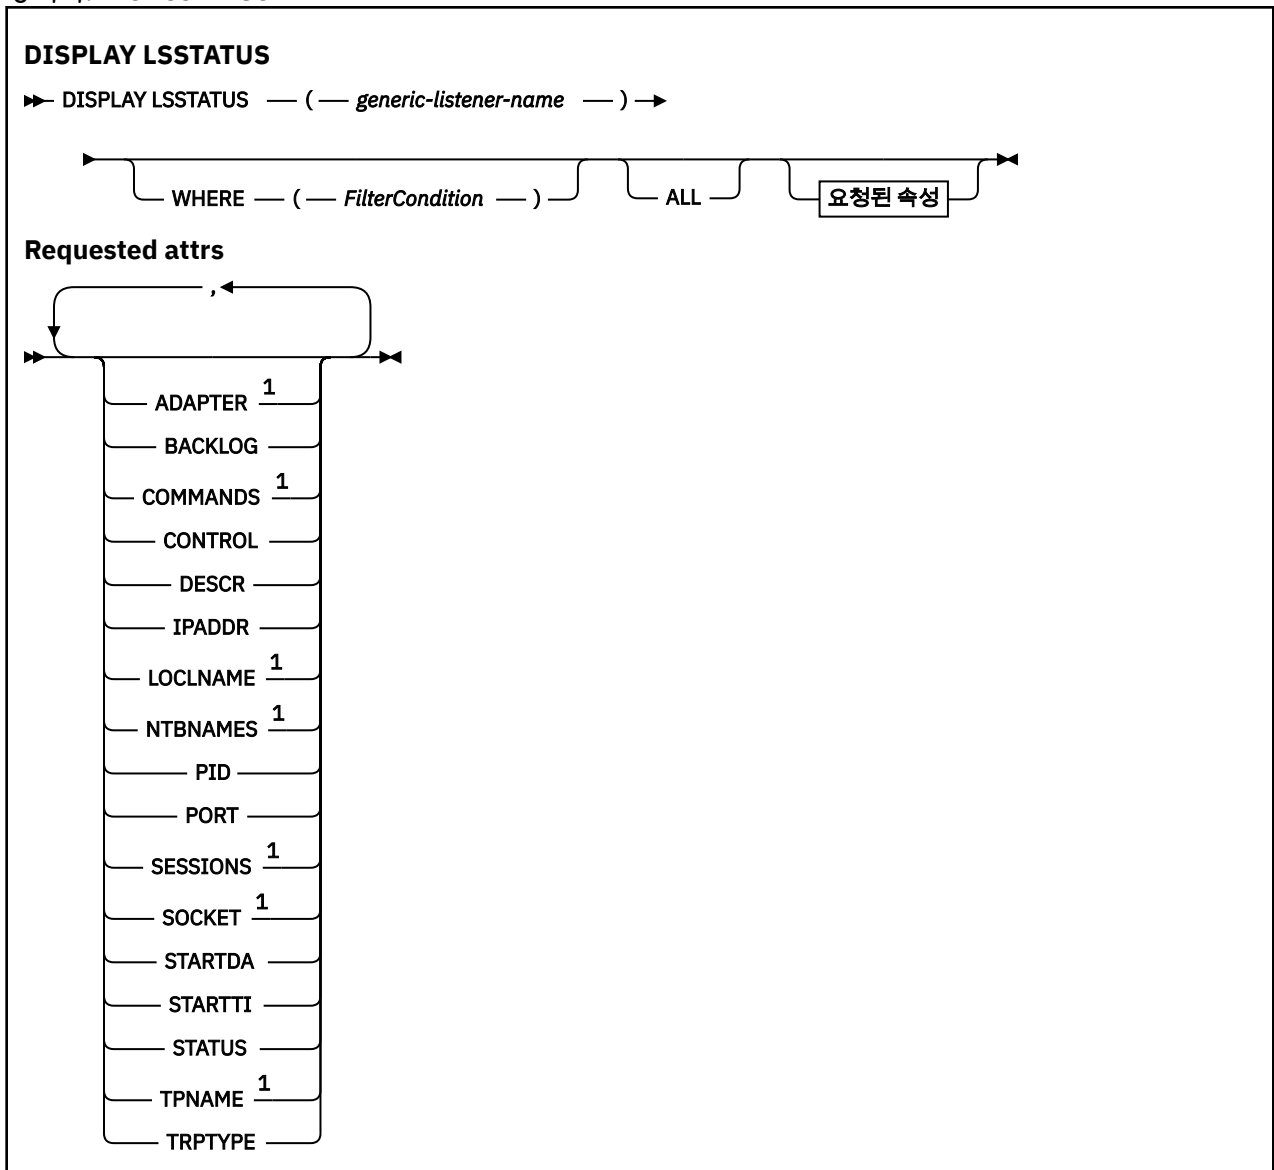 DISPLAY LSSTATUS
DISPLAY LSSTATUS ( generic-listener-name )
WHERE ( FilterCondition ) ALL 요청된 속성
Requested attrs
,
ADAPTER 1
BACKLOG
COMMANDS 1
CONTROL
DESCR
IPADDR
LOCLNAME 1
NTBNAMES 1
PID
PORT
SESSIONS 1
SOCKET 1
STARTDA
STARTTI
STATUS
TPNAME 1
TRPTYPE